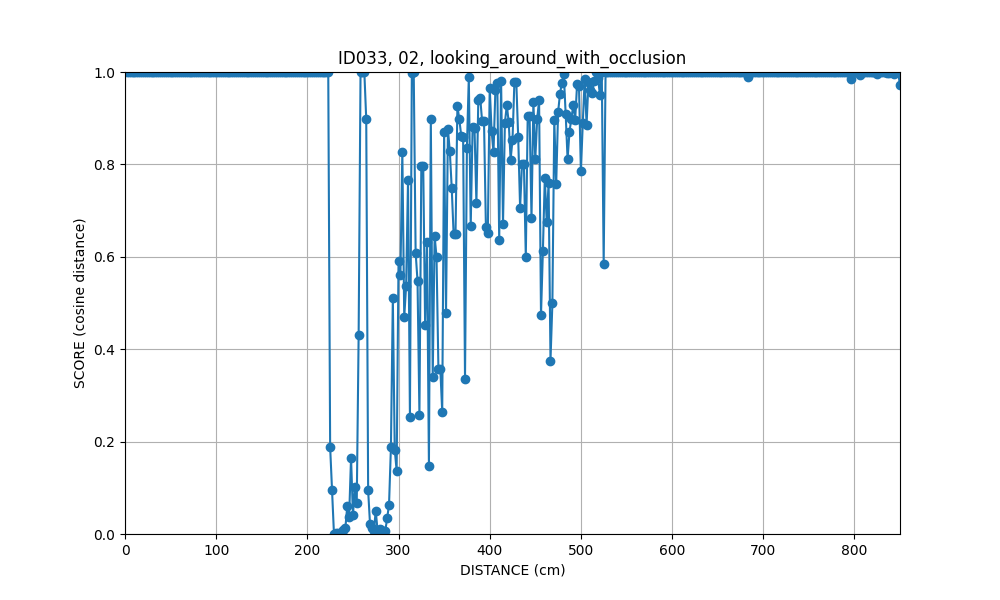 ID033, 02, looking_around_with_occlusion
1.0
0.8
0.6
0.4
0.2
0.0
SCORE (cosine distance)
0 100 200 300 400 500 600 700 800
DISTANCE (cm)